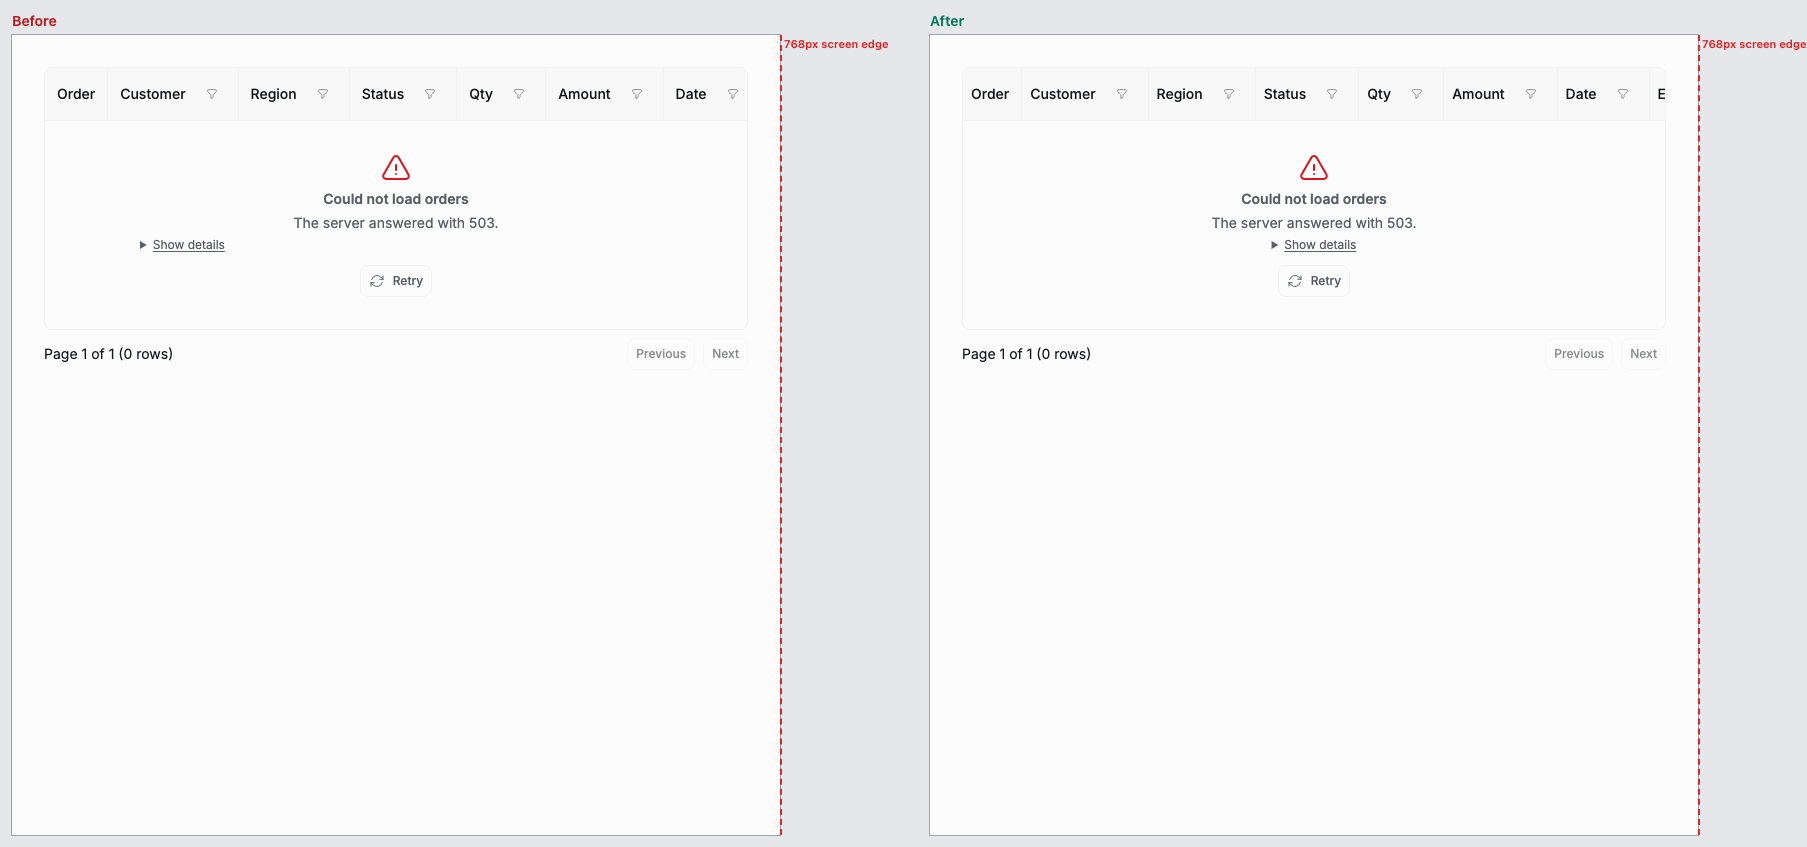 Before
768px screen edge
Order Customer Region Status Qty Amount Date
Could not load orders
The server answered with 503.
Show details
Retry
Page 1 of 1 (0 rows)
Previous Next
After
768px screen edge
Order Customer Region Status Qty Amount Date E
Could not load orders
The server answered with 503.
Show details
Retry
Page 1 of 1 (0 rows)
Previous Next